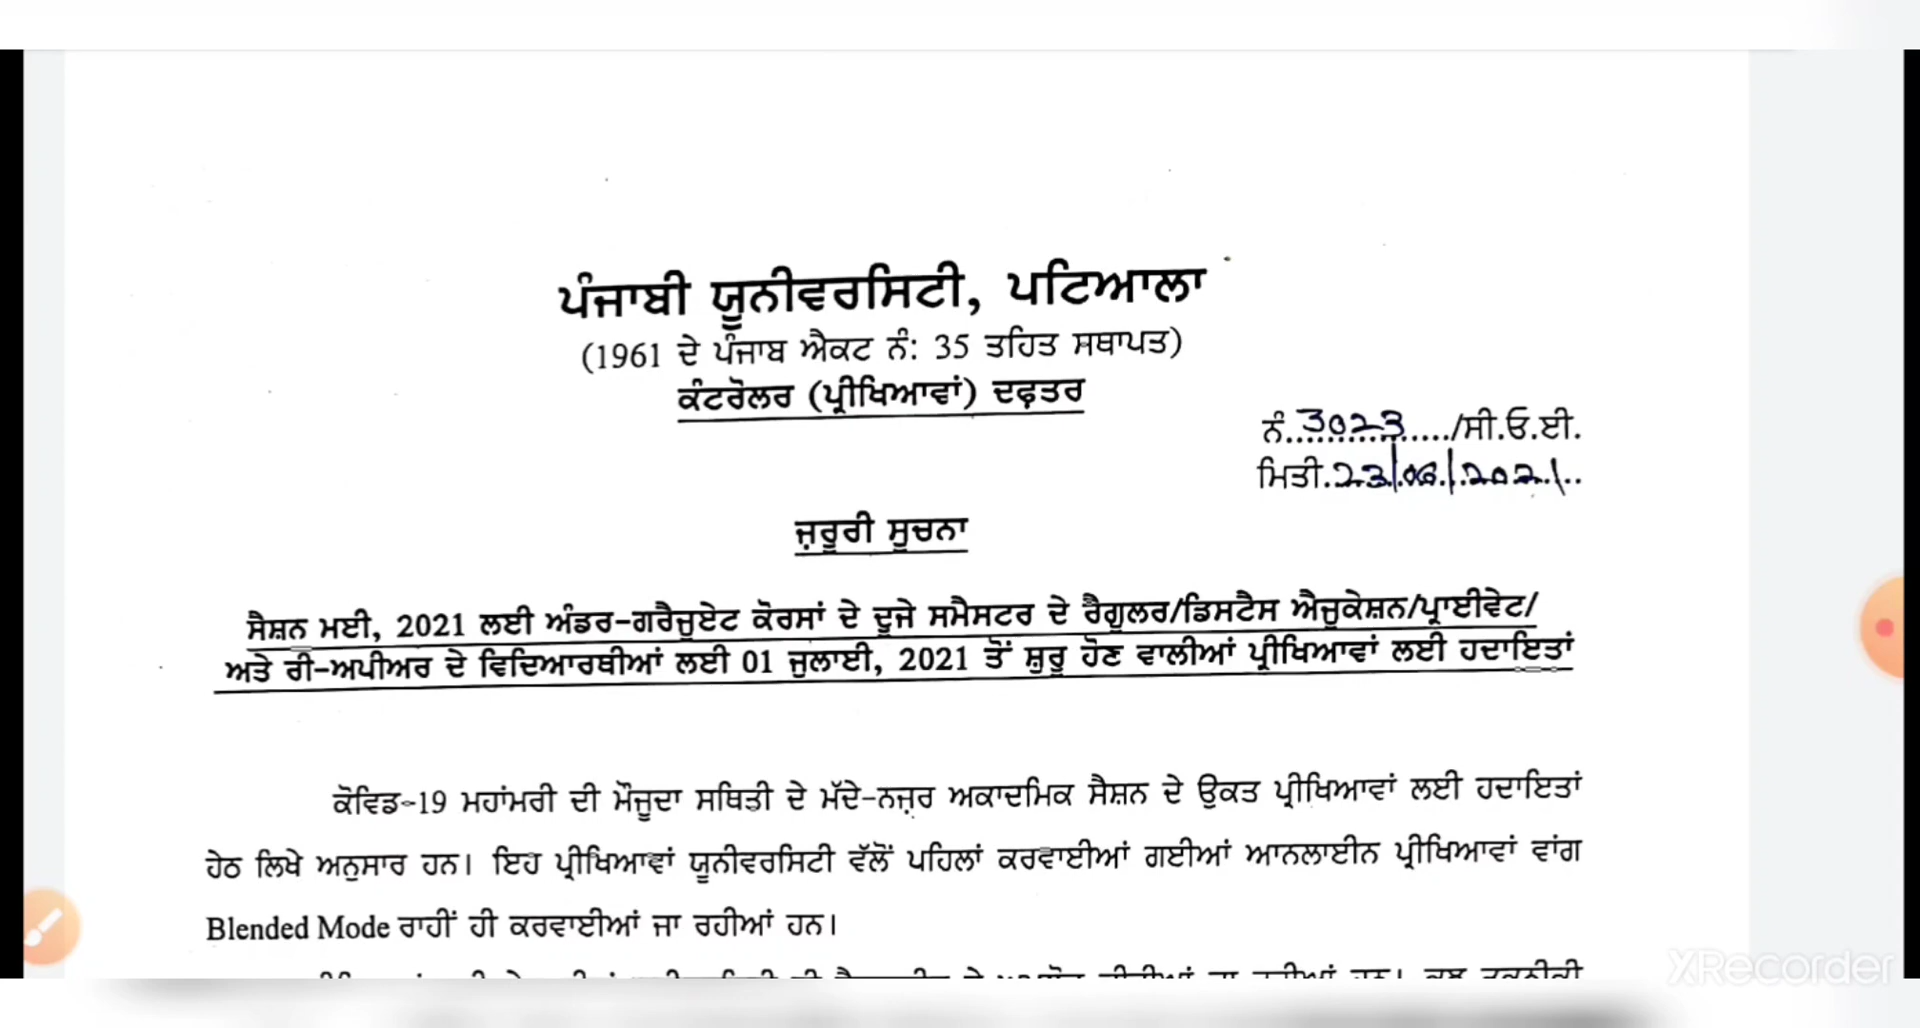 ਪੰਜਾਬੀ ਯੂਨੀਵਰਸਿਟੀ, ਪਟਿਆਲਾ
(1961 ਦੇ ਪੰਜਾਬ ਐਕਟ ਨੰ: 35 ਤਹਿਤ ਸਥਾਪਤ)
ਕੰਟਰੋਲਰ (ਪ੍ਰੀਖਿਆਵਾਂ) ਦਫ਼ਤਰ
ਨੰ..3023...../ਸੀ.ਓ.ਈ.
ਮਿਤੀ.23/06/2021..
ਜ਼ਰੂਰੀ ਸੂਚਨਾ
ਸੈਸ਼ਨ ਮਈ, 2021 ਲਈ ਅੰਡਰ-ਗਰੈਜੂਏਟ ਕੋਰਸਾਂ ਦੇ ਦੂਜੇ ਸਮੈਸਟਰ ਦੇ ਰੈਗੂਲਰ/ਡਿਸਟੈਸ ਐਜੂਕੇਸ਼ਨ/ਪ੍ਰਾਈਵੇਟ/
ਅਤੇ ਰੀ-ਅਪੀਅਰ ਦੇ ਵਿਦਿਆਰਥੀਆਂ ਲਈ 01 ਜੁਲਾਈ, 2021 ਤੋਂ ਸ਼ੁਰੂ ਹੋਣ ਵਾਲੀਆਂ ਪ੍ਰੀਖਿਆਵਾਂ ਲਈ ਹਦਾਇਤਾਂ
ਕੋਵਿਡ-19 ਮਹਾਂਮਰੀ ਦੀ ਮੌਜੂਦਾ ਸਥਿਤੀ ਦੇ ਮੱਦੇ-ਨਜ਼ਰ ਅਕਾਦਮਿਕ ਸੈਸ਼ਨ ਦੇ ਉਕਤ ਪ੍ਰੀਖਿਆਵਾਂ ਲਈ ਹਦਾਇਤਾਂ
ਹੇਠ ਲਿਖੇ ਅਨੁਸਾਰ ਹਨ। ਇਹ ਪ੍ਰੀਖਿਆਵਾਂ ਯੂਨੀਵਰਸਿਟੀ ਵੱਲੋਂ ਪਹਿਲਾਂ ਕਰਵਾਈਆਂ ਗਈਆਂ ਆਨਲਾਈਨ ਪ੍ਰੀਖਿਆਵਾਂ ਵਾਂਗ
Blended Mode ਰਾਹੀਂ ਹੀ ਕਰਵਾਈਆਂ ਜਾ ਰਹੀਆਂ ਹਨ।
XRecorder